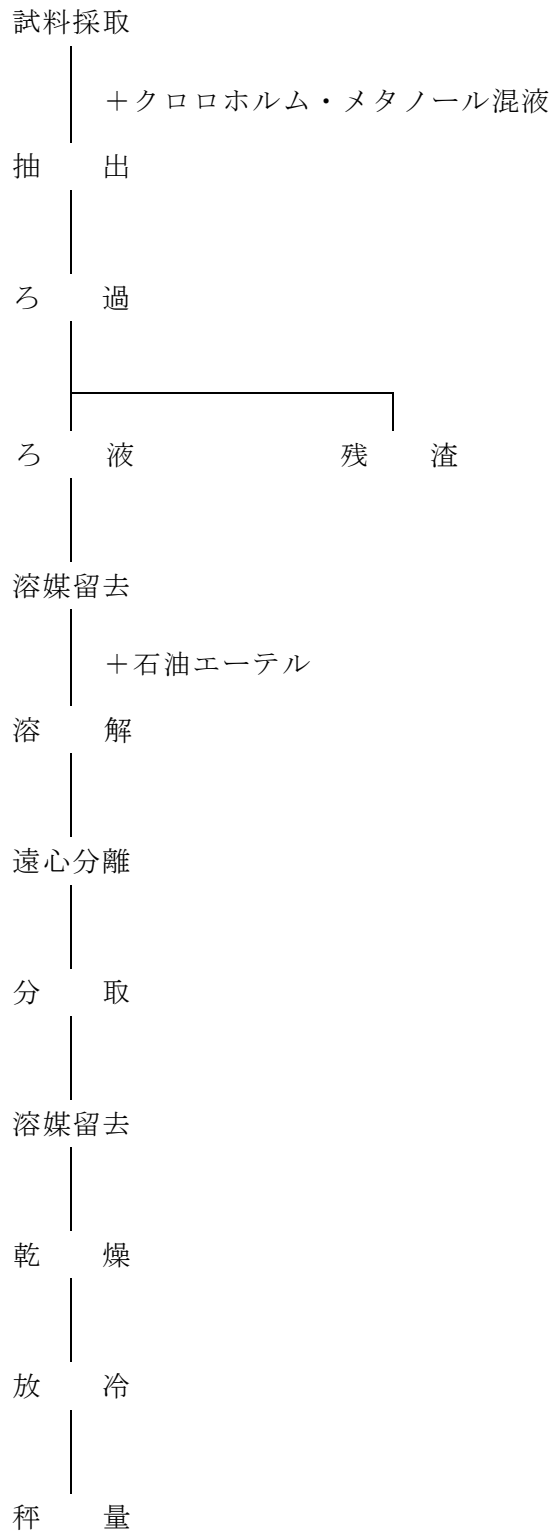 試料採取
+クロロホルム・メタノール混液
抽 出
ろ 過
ろ 液 残 渣
溶媒留去
+石油エーテル
溶 解
遠心分離
分 取
溶媒留去
乾 燥
放 冷
秤 量